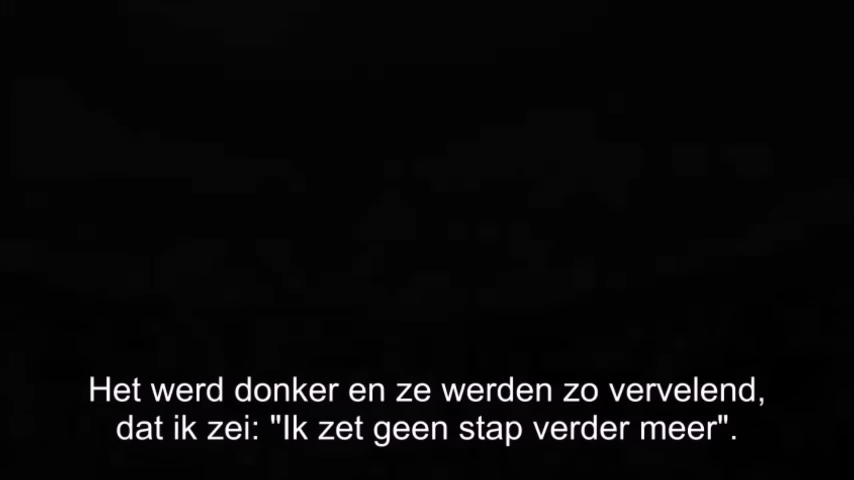 Het werd donker en ze werden zo vervelend,
dat ik zei: "Ik zet geen stap verder meer".